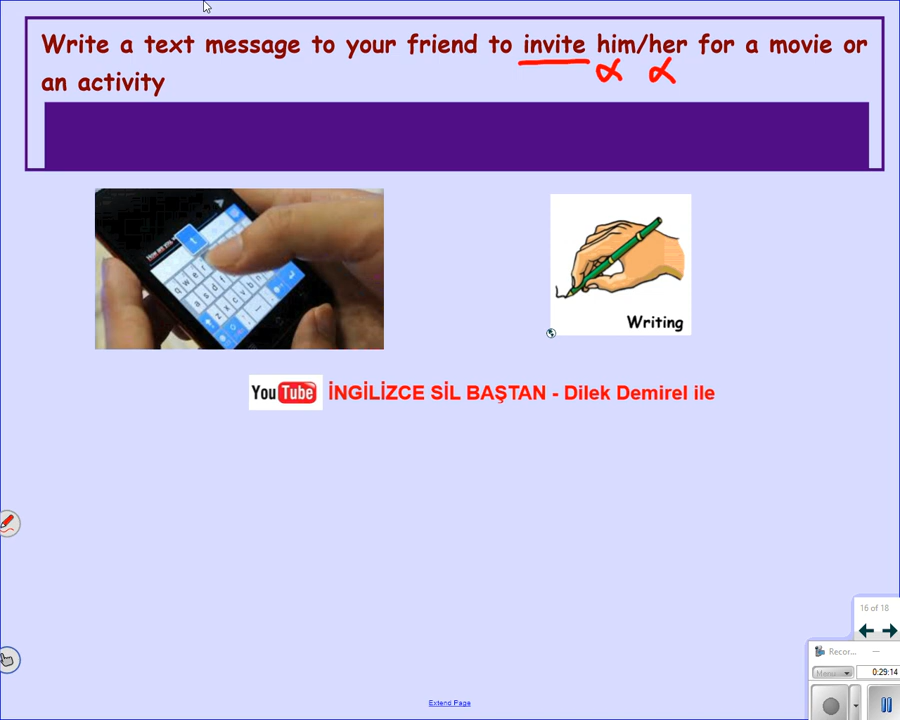 Write a text message to your friend to invite him/her for a movie or
an activity
Writing
You Tube İNGİLİZCE SİL BAŞTAN - Dilek Demirel ile
16 of 18
Recor...
Menu
0:29:14
Extend Page